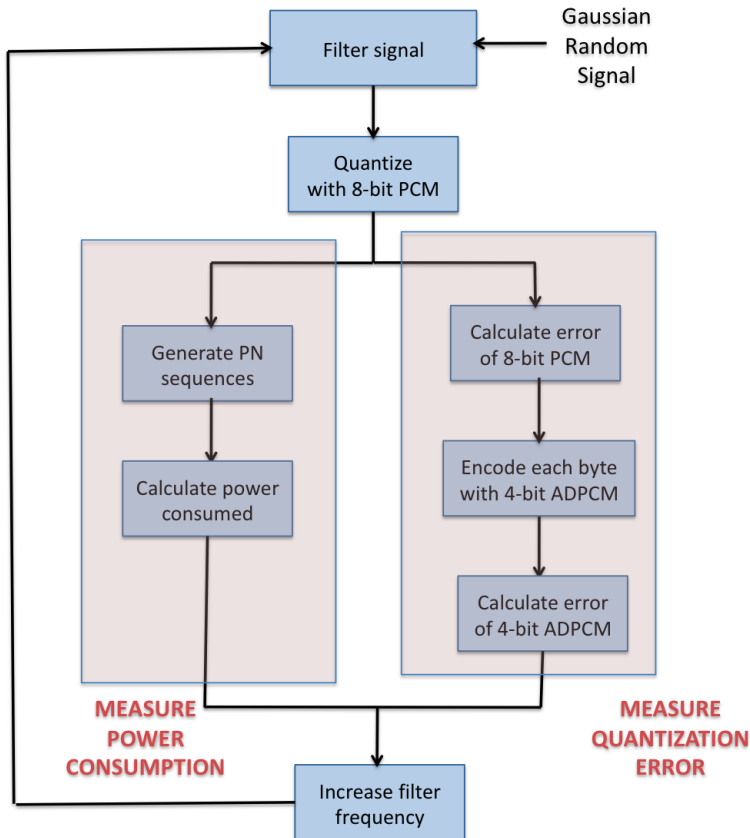 Gaussian
Random
Signal
Filter signal
Quantize
with 8-bit PCM
Generate PN
sequences
Calculate power
consumed
Calculate error
of 8-bit PCM
Encode each byte
with 4-bit ADPCM
Calculate error
of 4-bit ADPCM
MEASURE
POWER
CONSUMPTION
MEASURE
QUANTIZATION
ERROR
Increase filter
frequency